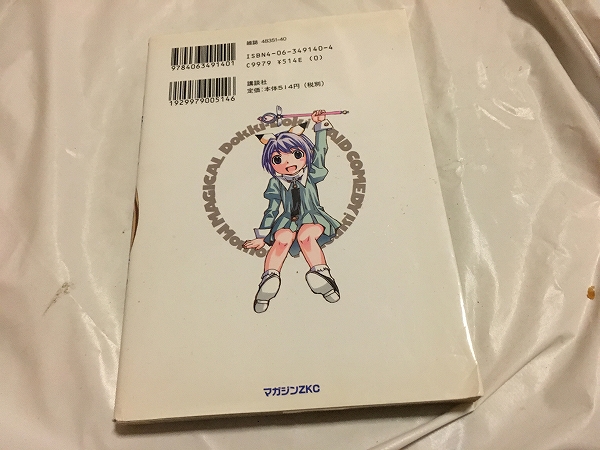 雑誌 48351-40
ISBN4-06-349140-4
C9979 ¥514E (0)
9784063491401
講談社
定価:本体514円(税別)
1929979005146
MAGICAL Dokki
COMEDY
マガジンZKC